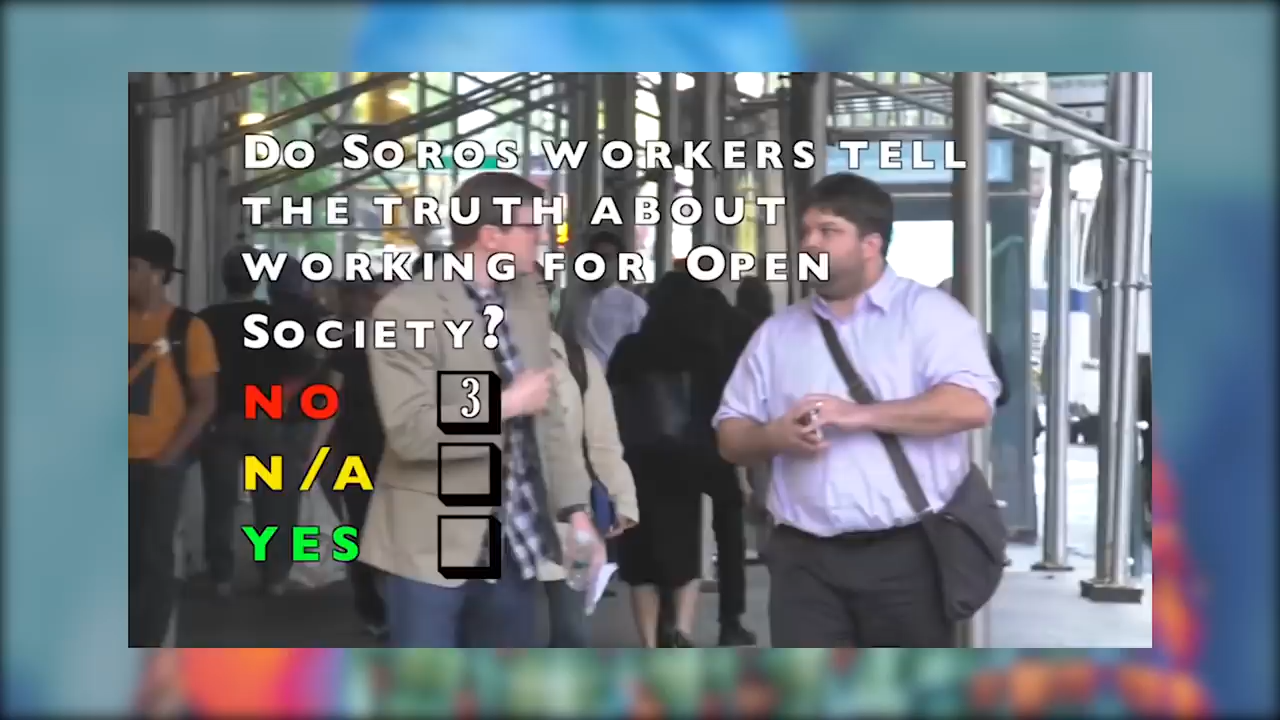 Do Soros workers tell
the truth about
working for Open
Society?
NO 3
N/A
YES